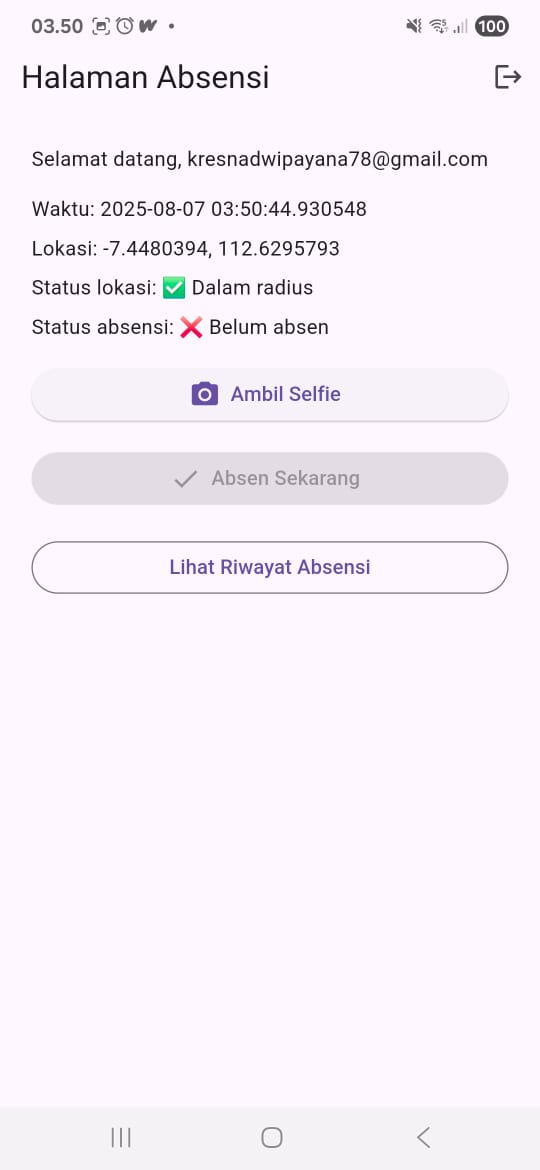 03.50
100
Halaman Absensi
Selamat datang, kresnadwipayana78@gmail.com
Waktu: 2025-08-07 03:50:44.930548
Lokasi: -7.4480394, 112.6295793
Status lokasi: ✅ Dalam radius
Status absensi: ❌ Belum absen
Ambil Selfie
Absen Sekarang
Lihat Riwayat Absensi